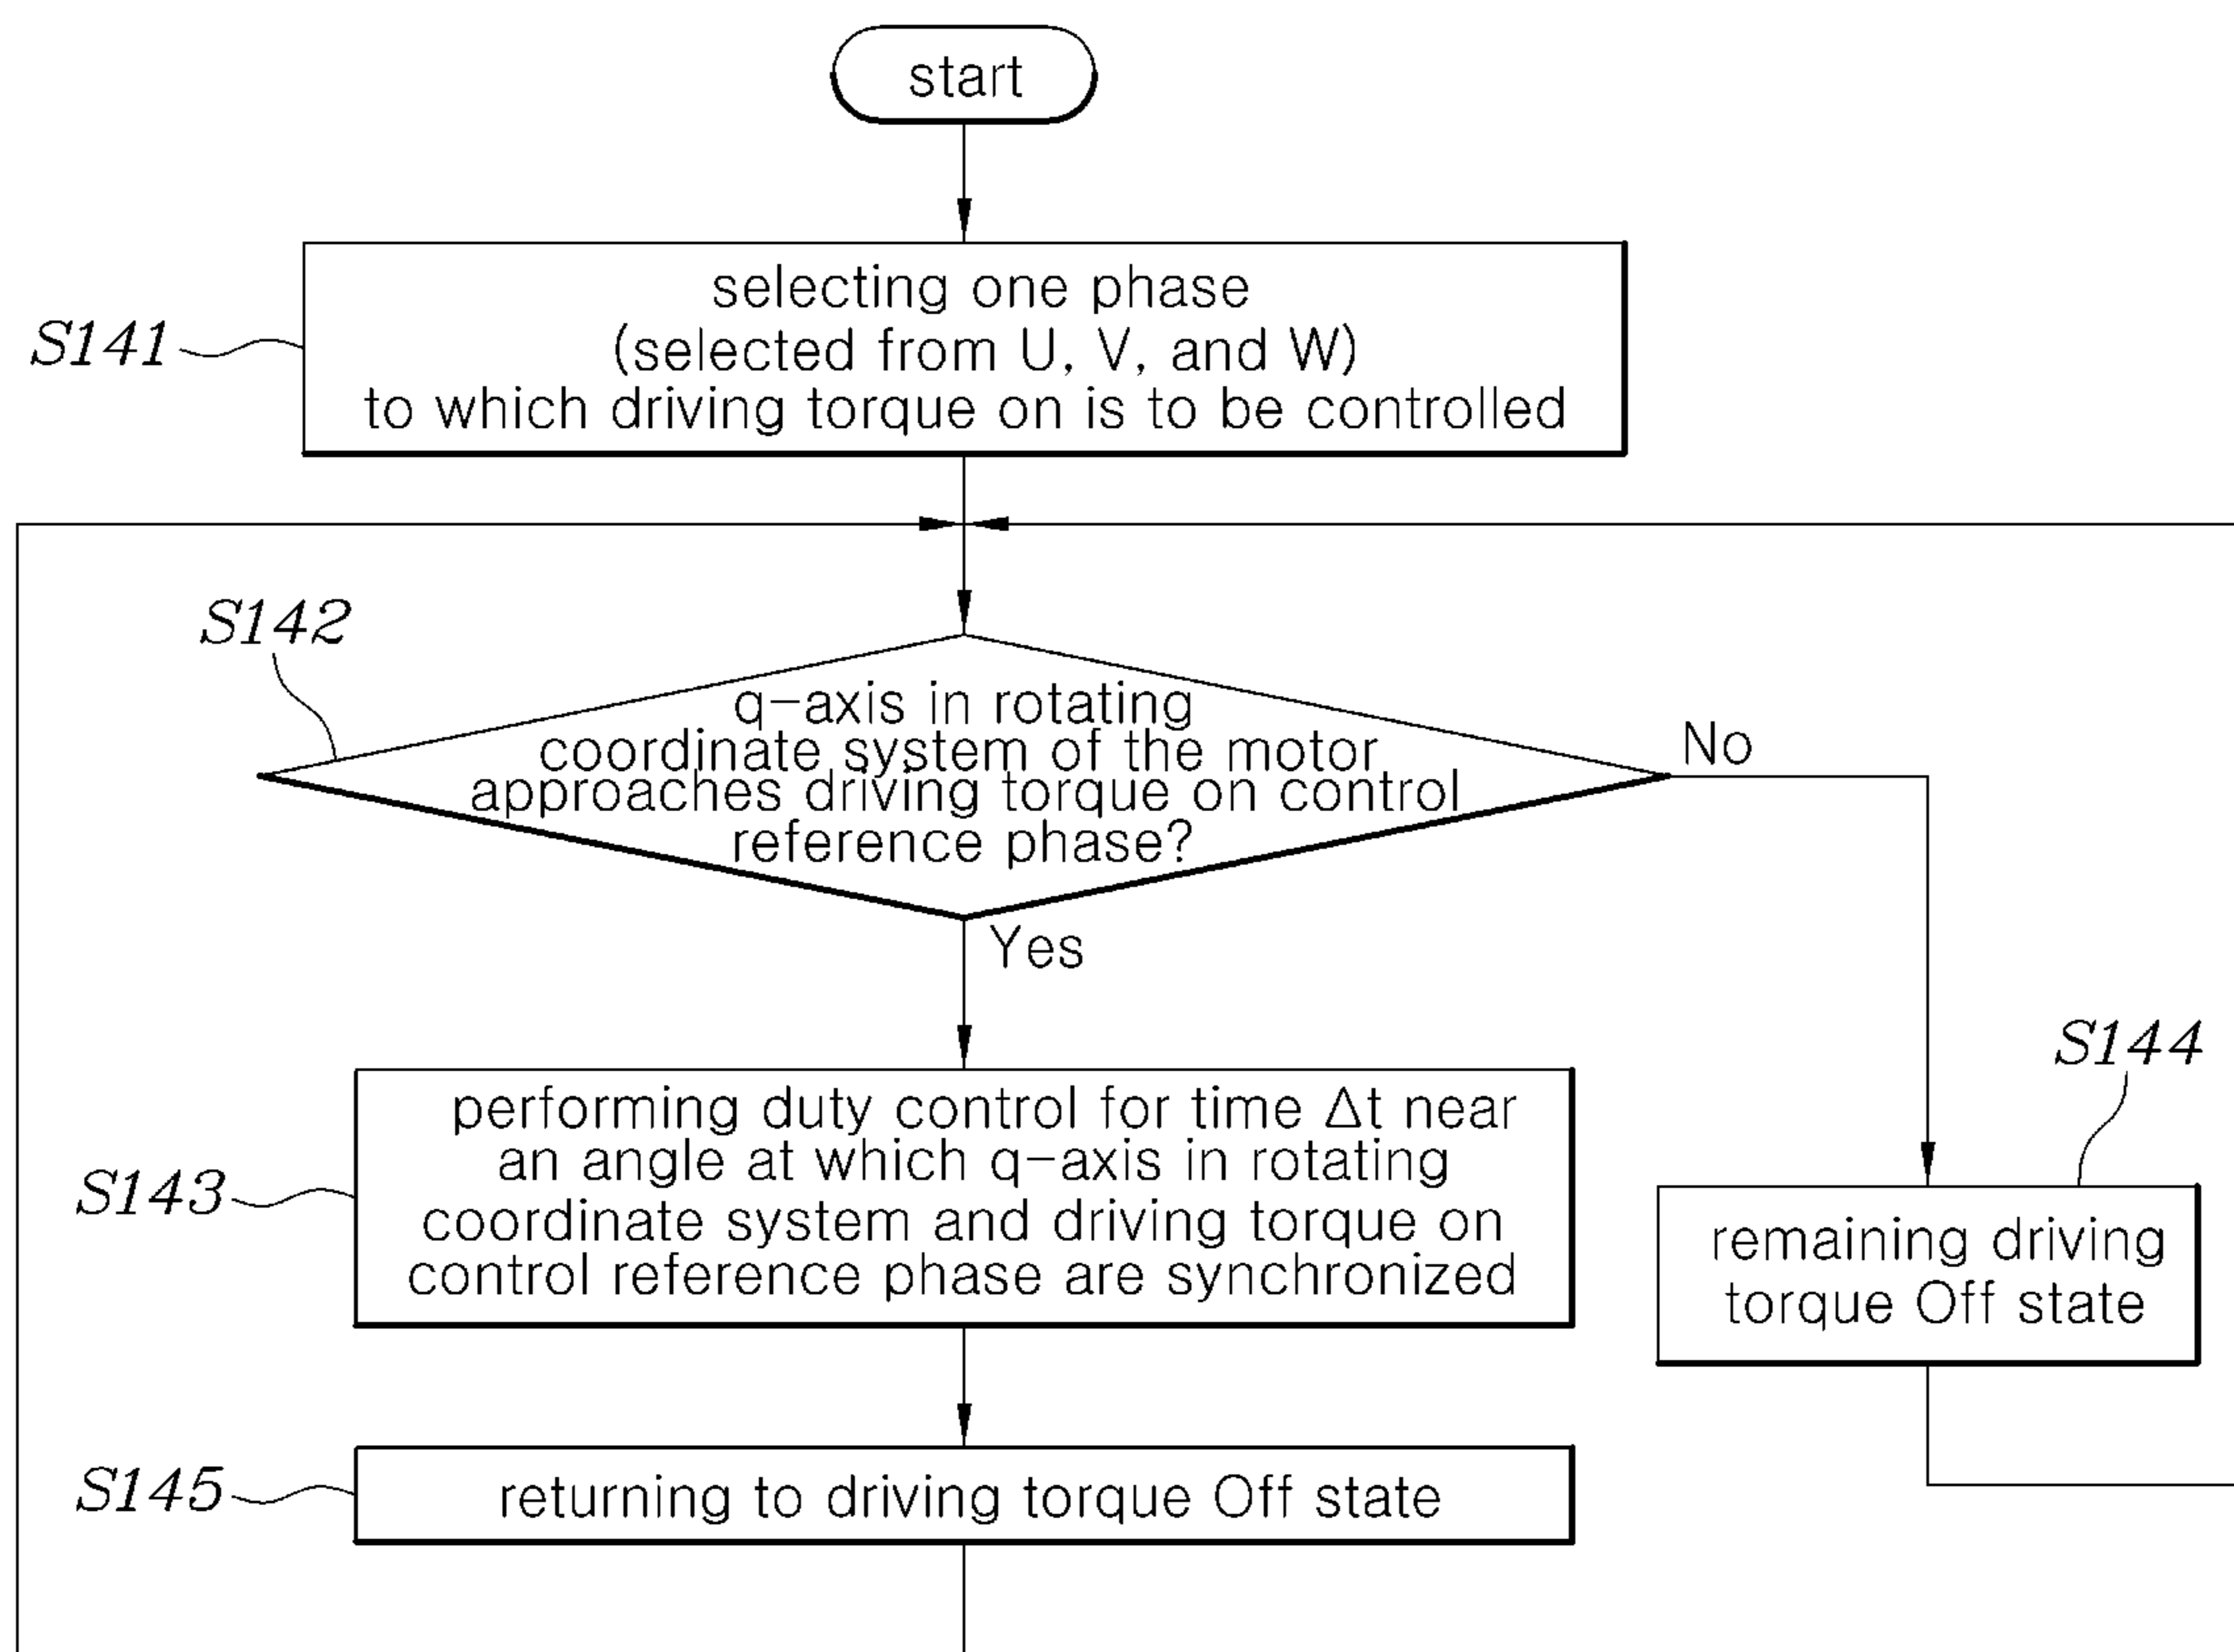 start
S141
selecting one phase
(selected from U, V, and W)
to which driving torque on is to be controlled
S142
q-axis in rotating
coordinate system of the motor
approaches driving torque on control
reference phase?
No
Yes
S143
performing duty control for time Δt near
an angle at which q-axis in rotating
coordinate system and driving torque on
control reference phase are synchronized
S144
remaining driving
torque Off state
S145
returning to driving torque Off state